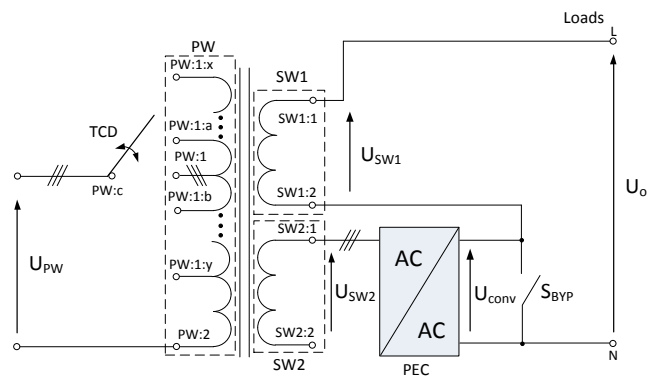 Loads
L
PW
PW:1:x
SW1
SW1:1
TCD
PW:1:a
PW:1
USW1
SW1:2
PW:c
PW:1:b
Uo
SW2:1
AC
UPW
USW2
Uconv
SBYP
PW:1:y
AC
PW:2
SW2:2
N
SW2
PEC